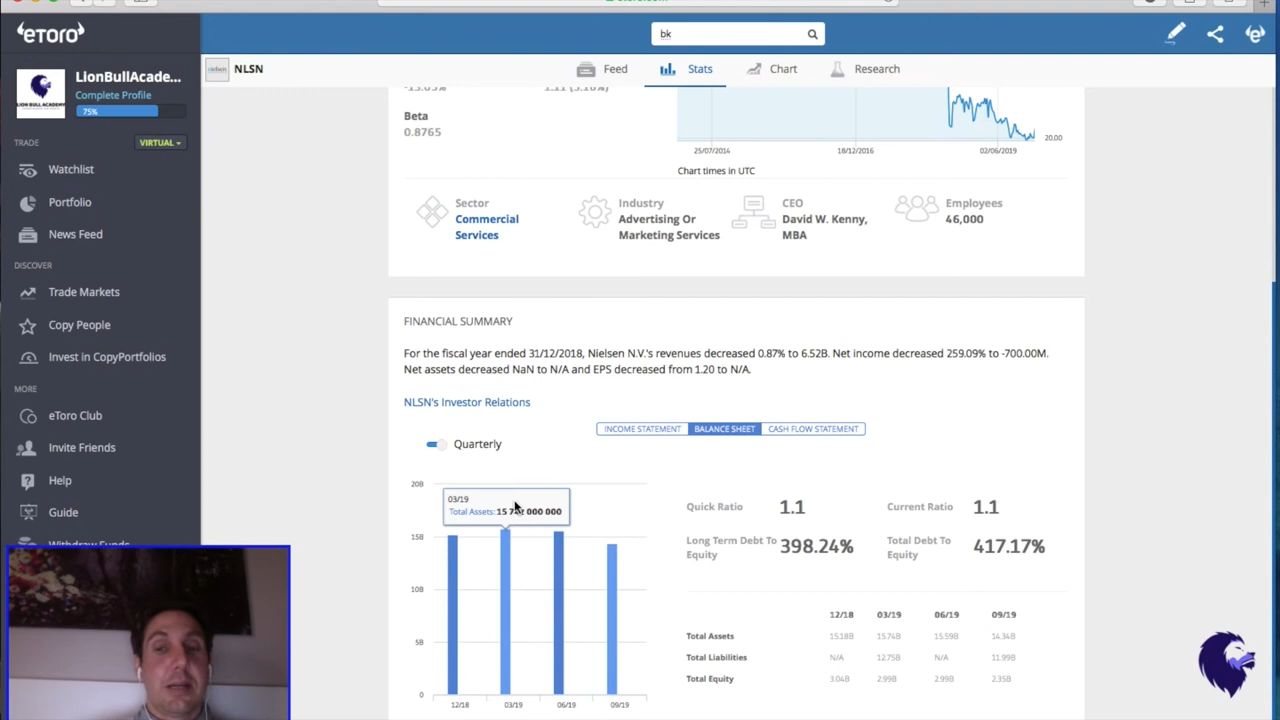 eToro
bk
LionBullAcade...
Complete Profile
75%
LION BULL ACADEMY
NLSN
Feed
Stats
Chart
Research
TRADE
VIRTUAL
Watchlist
Portfolio
News Feed
DISCOVER
Trade Markets
Copy People
Invest in CopyPortfolios
MORE
eToro Club
Invite Friends
Help
Guide
Withdraw Funds
Beta
0.8765
20.00
25/07/2014
18/12/2016
02/06/2019
Chart times in UTC
Sector
Commercial
Services
Industry
Advertising Or
Marketing Services
CEO
David W. Kenny,
MBA
Employees
46,000
FINANCIAL SUMMARY
For the fiscal year ended 31/12/2018, Nielsen N.V.'s revenues decreased 0.87% to 6.52B. Net income decreased 259.09% to -700.00M.
Net assets decreased NaN to N/A and EPS decreased from 1.20 to N/A.
NLSN's Investor Relations
INCOME STATEMENT
BALANCE SHEET
CASH FLOW STATEMENT
Quarterly
20B
15B
10B
5B
0
03/19
Total Assets: 000 000
12/18
03/19
06/19
09/19
Quick Ratio
1.1
Current Ratio
1.1
Long Term Debt To
Equity
398.24%
Total Debt To
Equity
417.17%
12/18 03/19 06/19 09/19
Total Assets 15.18B 15.74B 15.59B 14.34B
Total Liabilities N/A 12.75B N/A 11.99B
Total Equity 3.04B 2.99B 2.99B 2.35B